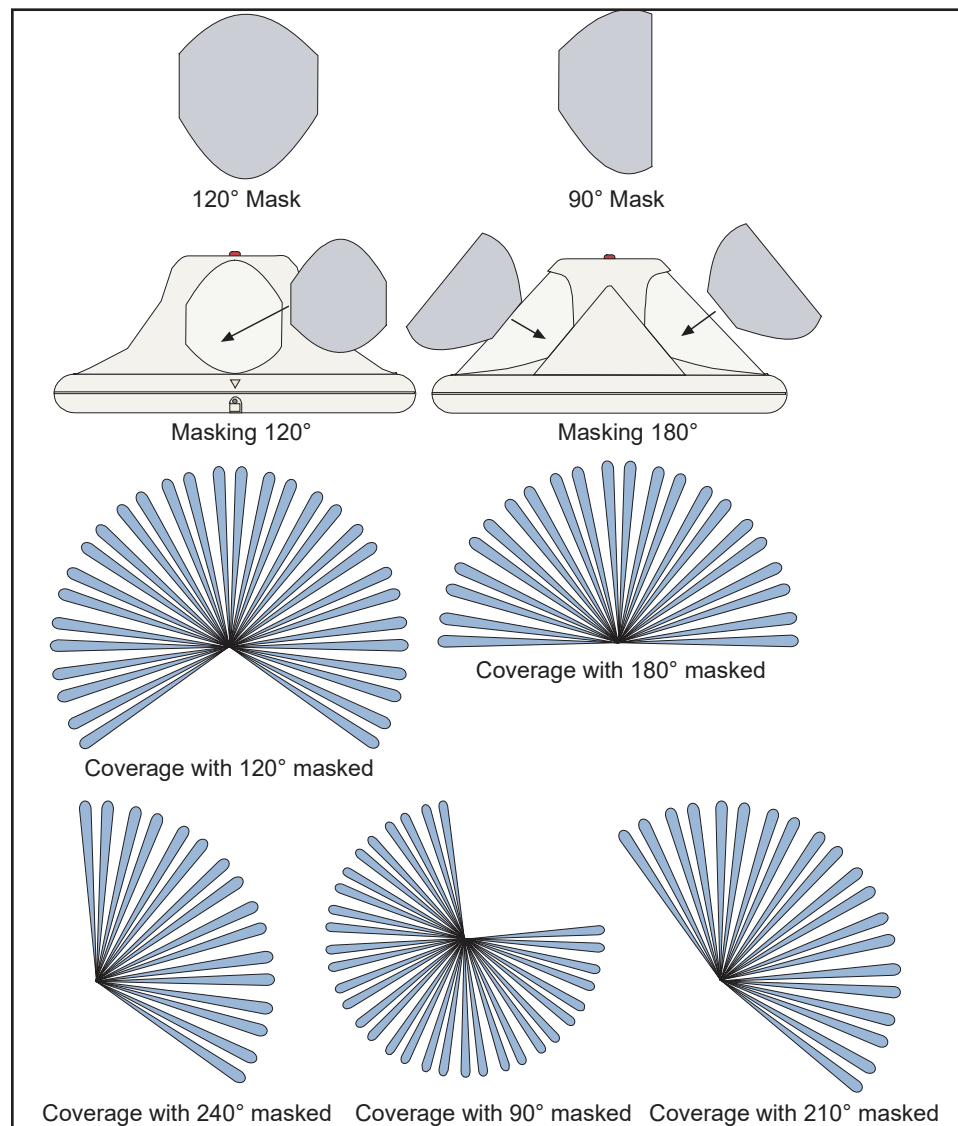 120° Mask
90° Mask
Masking 120°
Masking 180°
Coverage with 180° masked
Coverage with 120° masked
Coverage with 240° masked
Coverage with 90° masked
Coverage with 210° masked